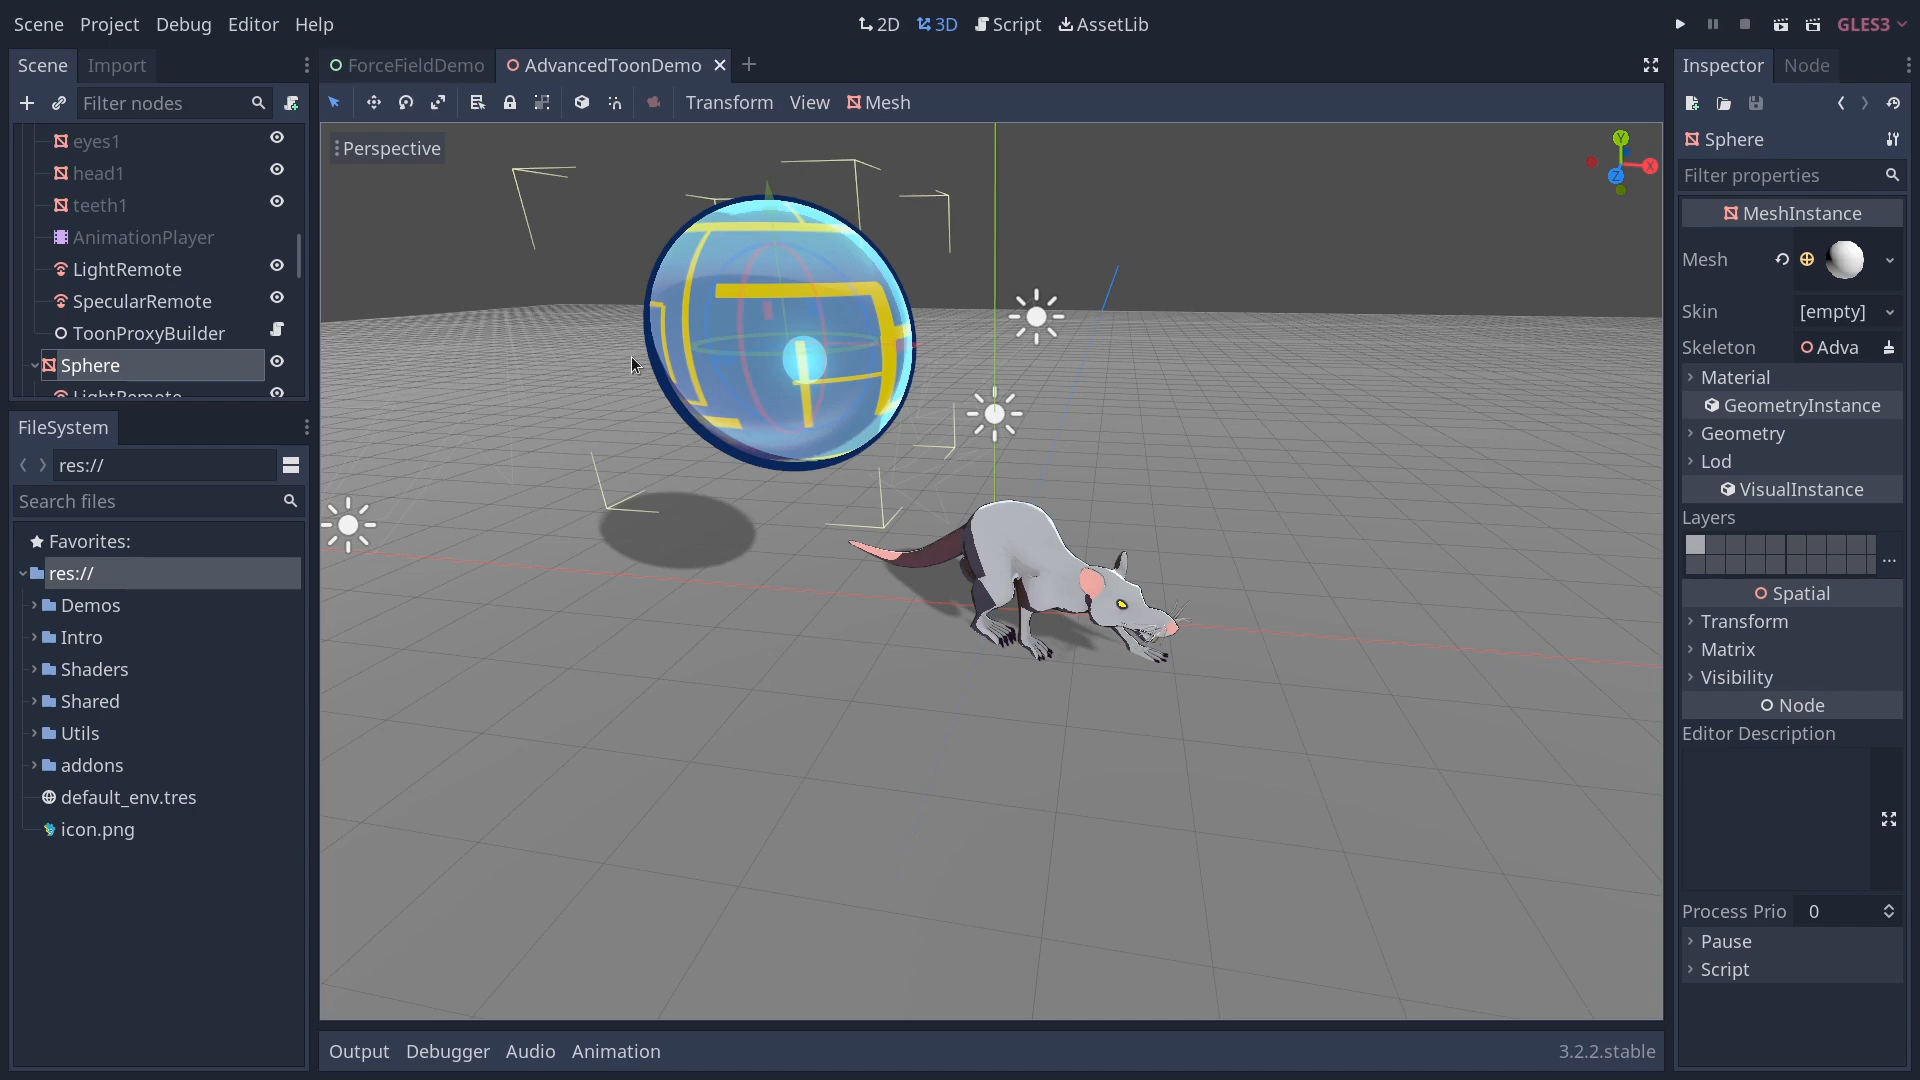 Scene Project Debug Editor Help
2D 3D Script AssetLib
GLES3
Scene Import
Filter nodes
eyes1
head1
teeth1
AnimationPlayer
LightRemote
SpecularRemote
ToonProxyBuilder
Sphere
LightRemote
FileSystem
res://
Search files
Favorites:
res://
Demos
Intro
Shaders
Shared
Utils
addons
default_env.tres
icon.png
ForceFieldDemo AdvancedToonDemo
Transform View Mesh
Perspective
Y
X
Z
Output Debugger Audio Animation 3.2.2.stable
Inspector Node
Sphere
Filter properties
MeshInstance
Mesh
Skin [empty]
Skeleton Adva
Material
GeometryInstance
Geometry
Lod
VisualInstance
Layers
...
Spatial
Transform
Matrix
Visibility
Node
Editor Description
Process Prio 0
Pause
Script